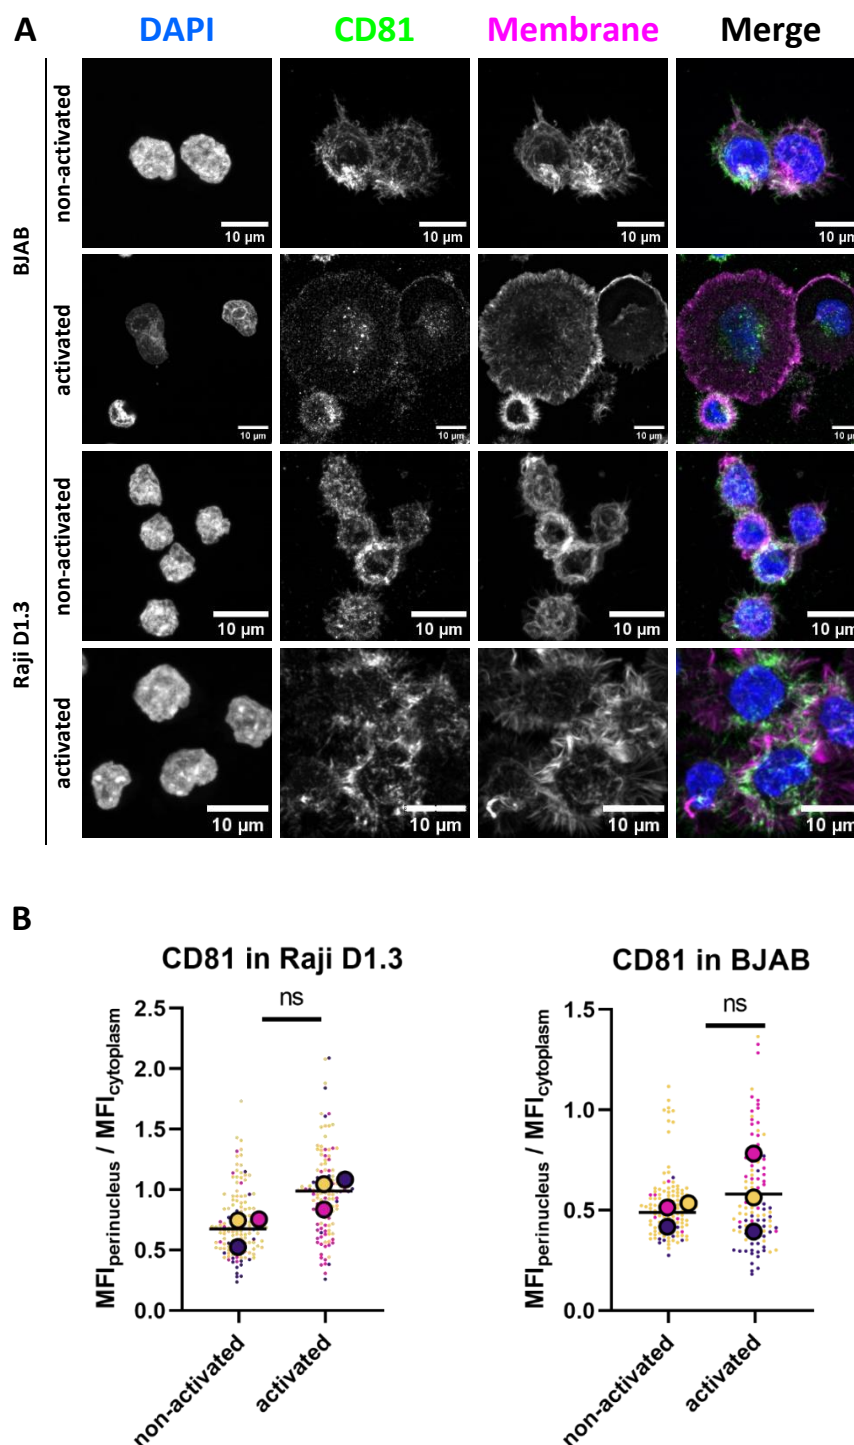 A
DAPI CD81 Membrane Merge
BJAB
non-activated
10 µm 10 µm 10 µm 10 µm
activated
10 µm 10 µm 10 µm 10 µm
Raji D1.3
non-activated
10 µm 10 µm 10 µm 10 µm
activated
10 µm 10 µm 10 µm 10 µm
B
CD81 in Raji D1.3
ns
MFIperinucleus / MFIcytoplasm
2.5
2.0
1.5
1.0
0.5
0.0
non-activated
activated
CD81 in BJAB
ns
MFIperinucleus / MFIcytoplasm
1.5
1.0
0.5
0.0
non-activated
activated